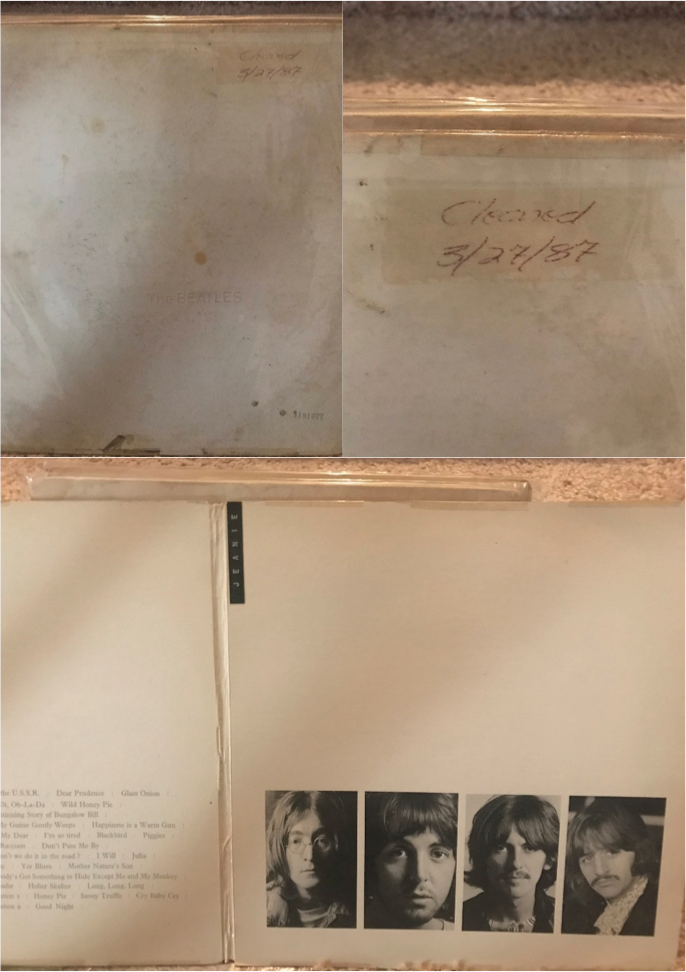 Cleaned
3/27/87
The BEATLES
Cleaned
3/27/87
JEANIE
the U.S.S.R. : Dear Prudence : Glass Onion :
Ob-La-Da : Wild Honey Pie :
Story of Bungalow Bill :
Guitar Gently Weeps : Happiness is a Warm Gun
My Dear : I'm so tired : Blackbird : Piggies :
Raccoon : Don't Pass Me By :
we do it in the road? : I Will : Julia :
Yer Blues : Mother Nature's Son
Got Something to Hide Except Me and My Monkey
Helter Skelter : Long, Long, Long
1 : Honey Pie : Savoy Truffle : Cry Baby Cry :
9 : Good Night